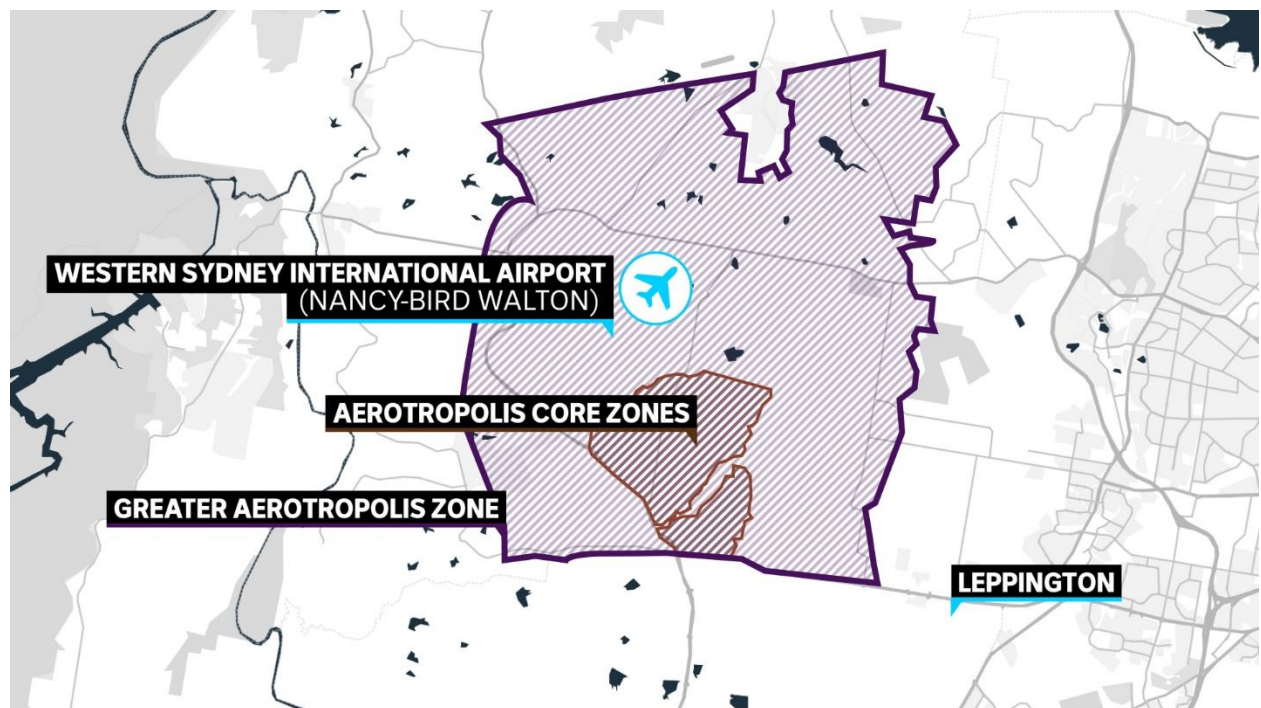 WESTERN SYDNEY INTERNATIONAL AIRPORT
(NANCY-BIRD WALTON)
AEROTROPOLIS CORE ZONES
GREATER AEROTROPOLIS ZONE
LEPPINGTON